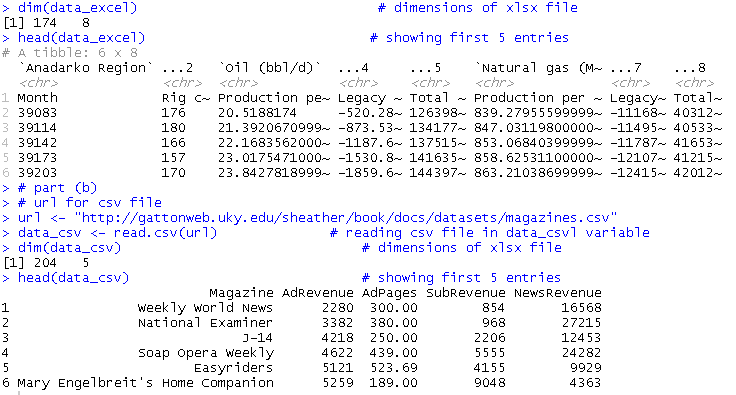 > dim(data_excel) # dimensions of xlsx file
[1] 174 8
> head(data_excel) # showing first 5 entries
# A tibble: 6 x 8
`Anadarko Region` ...2 `Oil (bbl/d)` ...4 ...5 `Natural gas (M~ ...7 ...8
<chr> <chr> <chr> <chr> <chr> <chr> <chr> <chr>
1 Month Rig c~ Production pe~ Legacy ~ Total ~ Production per ~ Legacy~ Total~
2 39083 176 20.5188174 -520.28~ 126398~ 839.27955599999~ -11168~ 40312~
3 39114 180 21.3920670999~ -873.53~ 134177~ 847.03119800000~ -11495~ 40533~
4 39142 166 22.1683562000~ -1187.6~ 137515~ 853.06840399999~ -11787~ 41653~
5 39173 157 23.0175471000~ -1530.8~ 141635~ 858.62531100000~ -12107~ 41215~
6 39203 170 23.8427818999~ -1859.6~ 144397~ 863.21038699999~ -12415~ 42012~
> # part (b)
> # url for csv file
> url <- "http://gattonweb.uky.edu/sheather/book/docs/datasets/magazines.csv"
> data_csv <- read.csv(url) # reading csv file in data_csvl variable
> dim(data_csv) # dimensions of xlsx file
[1] 204 5
> head(data_csv) # showing first 5 entries
Magazine AdRevenue AdPages SubRevenue NewsRevenue
1 Weekly World News 2280 300.00 854 16568
2 National Examiner 3382 380.00 968 27215
3 J-14 4218 250.00 2206 12453
4 Soap Opera Weekly 4622 439.00 5555 24282
5 Easyriders 5121 523.69 4155 9929
6 Mary Engelbreit's Home Companion 5259 189.00 9048 4363